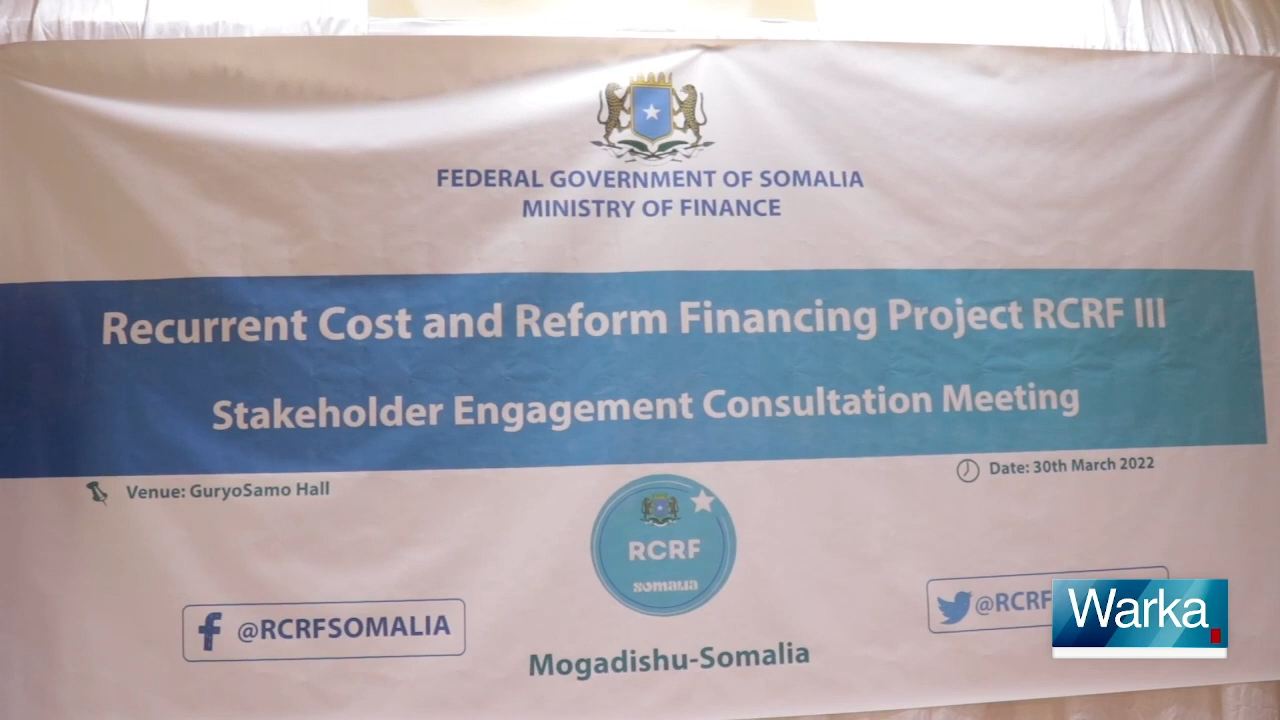 FEDERAL GOVERNMENT OF SOMALIA
MINISTRY OF FINANCE
Recurrent Cost and Reform Financing Project RCRF III
Stakeholder Engagement Consultation Meeting
Venue: GuryoSamo Hall
Date: 30th March 2022
RCRF
somalia
@RCRFSOMALIA
@RCRF
Warka.
Mogadishu-Somalia